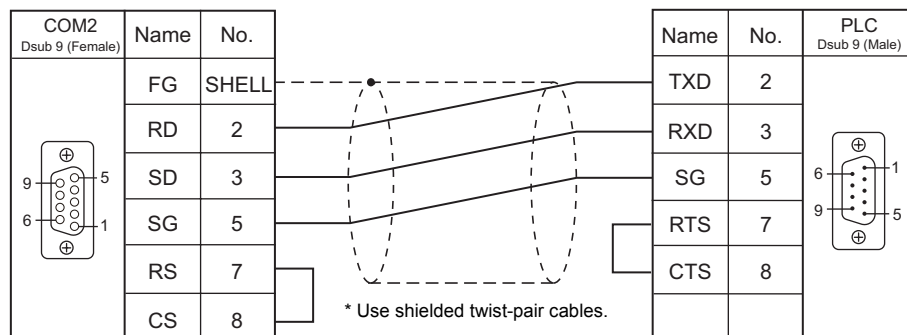 COM2
Dsub 9 (Female)
Name No.
FG SHELL
RD 2
SD 3
SG 5
RS 7
CS 8
9
5
6
1
* Use shielded twist-pair cables.
Name No.
PLC
Dsub 9 (Male)
TXD 2
RXD 3
SG 5
RTS 7
CTS 8
6
1
9
5